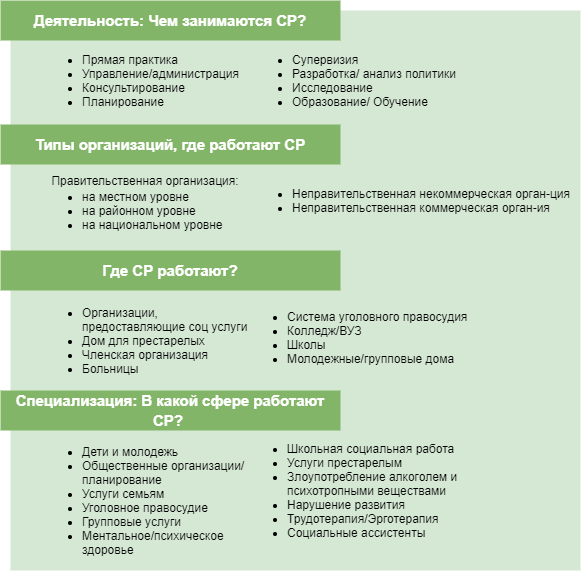 Деятельность: Чем занимаются СР?
Прямая практика
Управление/администрация
Консультирование
Планирование
Супервизия
Разработка/ анализ политики
Исследование
Образование/ Обучение
Типы организаций, где работают СР
Правительственная организация:
на местном уровне
на районном уровне
на национальном уровне
Неправительственная некоммерческая орган-ция
Неправительственная коммерческая орган-ия
Где СР работают?
Организации,
предоставляющие соц услуги
Дом для престарелых
Членская организация
Больницы
Система уголовного правосудия
Колледж/ВУЗ
Школы
Молодежные/групповые дома
Специализация: В какой сфере работают
СР?
Дети и молодежь
Общественные организации/
планирование
Услуги семьям
Уголовное правосудие
Групповые услуги
Ментальное/психическое
здоровье
Школьная социальная работа
Услуги престарелым
Злоупотребление алкоголем и
психотропными веществами
Нарушение развития
Трудотерапия/Эрготерапия
Социальные ассистенты